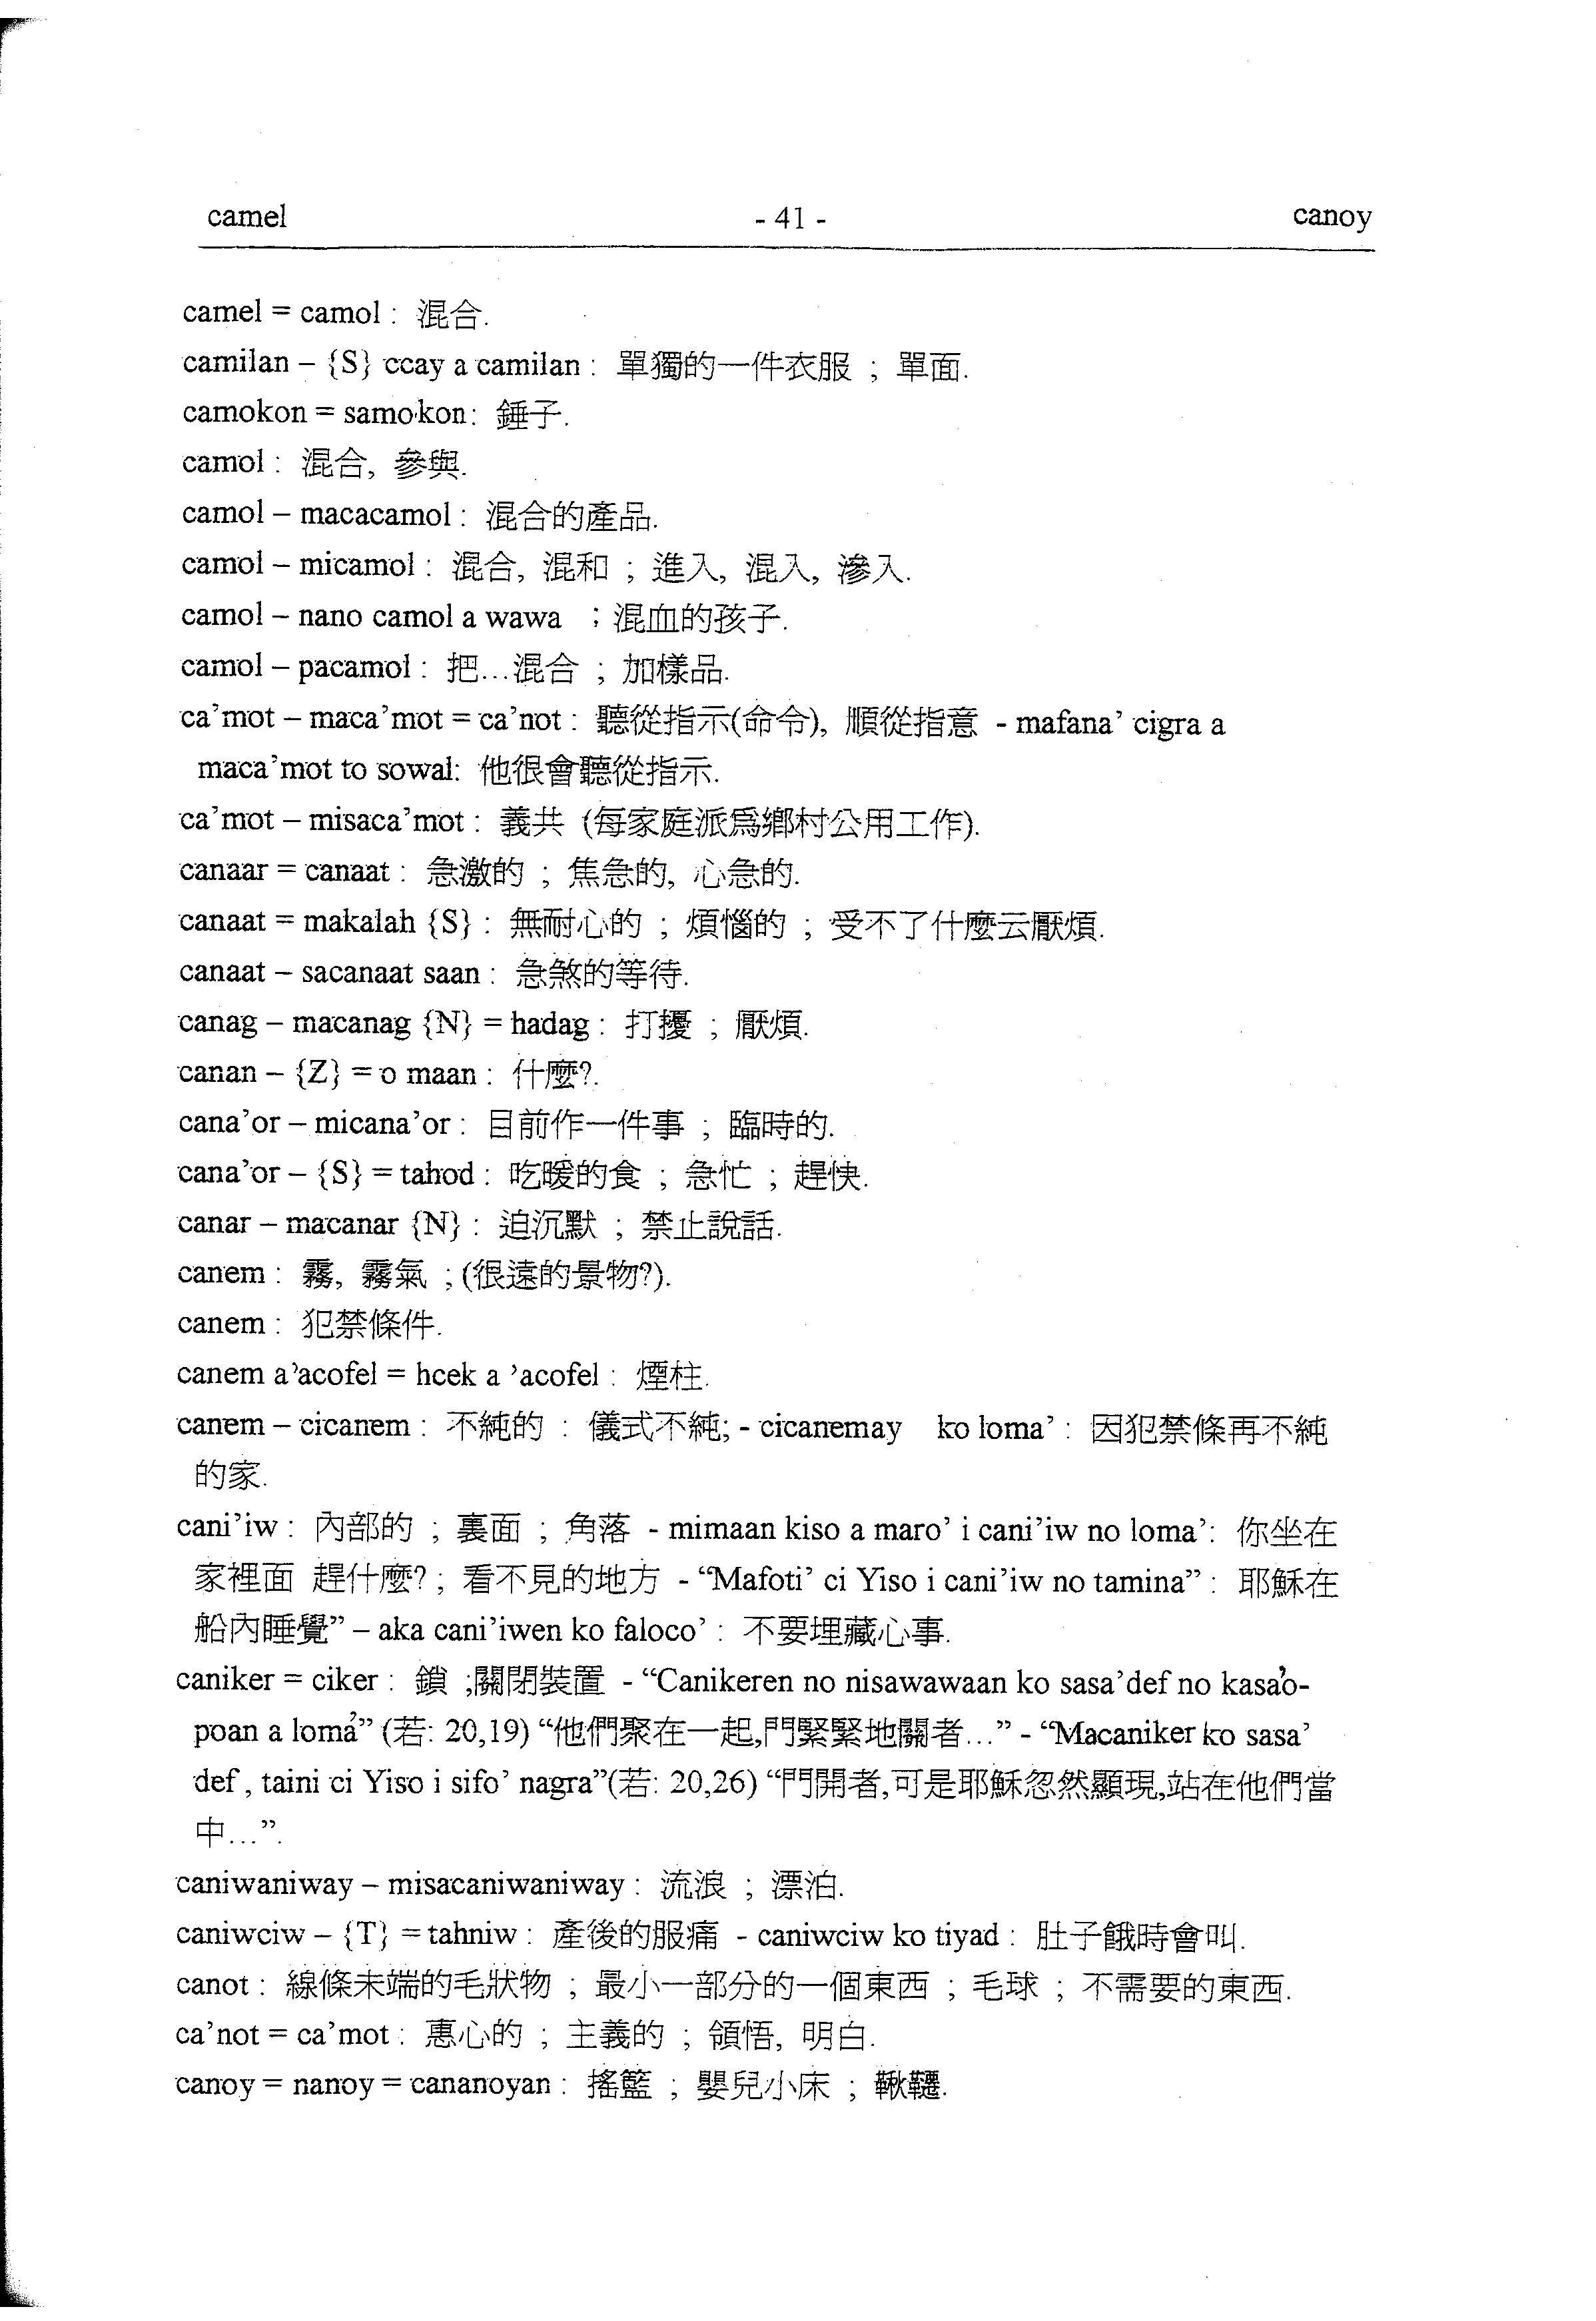 camel - 41 - canoy
camel = camol : 混合.
camilan – {S} ccay a camilan : 單獨的一件衣服 ; 單面.
camokon = samokon: 錘子.
camol : 混合, 參與.
camol – macacamol : 混合的產品.
camol – micamol : 混合, 混和 ; 進入, 混入, 滲入.
camol – nano camol a wawa ; 混血的孩子.
camol – pacamol : 把...混合 ; 加樣品.
ca’mot – maca’mot = ca’not : 聽從指示(命令), 順從指意 - mafana’ cigra a
maca’mot to sowal: 他很會聽從指示.
ca’mot – misaca’mot : 義共 (每家庭派為鄉村公用工作).
canaar = canaat : 急激的 ; 焦急的, 心急的.
canaat = makalah {S} : 無耐心的 ; 煩惱的 ; 受不了什麼云厭煩.
canaat – sacanaat saan : 急煞的等待.
canag – macanag {N} = hadag : 打擾 ; 厭煩.
canan – {Z} = o maan : 什麼?.
cana’or – micana’or : 目前作一件事 ; 臨時的.
cana’or – {S} = tahod : 吃暖的食 ; 急忙 ; 趕快.
canar – macanar {N} : 迫沉默 ; 禁止說話.
canem : 霧, 霧氣 ; (很遠的景物?).
canem : 犯禁條件.
canem a’acofel = hcek a ’acofel : 煙柱.
canem – cicanem : 不純的 : 儀式不純; - cicanemay ko loma’ : 因犯禁條再不純
的家.
cani’iw : 內部的 ; 裏面 ; 角落 - mimaan kiso a maro’ i cani’iw no loma’: 你坐在
家裡面 趕什麼? ; 看不見的地方 - “Mafoti’ ci Yiso i cani’iw no tamina” : 耶穌在
船內睡覺” – aka cani’iwen ko faloco’ : 不要埋藏心事.
caniker = ciker : 鎖 ;關閉裝置 - “Canikeren no nisawawaan ko sasa’def no kasa’o-
poan a loma’” (若: 20,19) “他們聚在一起,門緊緊地關者...” - “Macaniker ko sasa’
def , taini ci Yiso i sifo’ nagra”(若: 20,26) “門開者,可是耶穌忽然顯現,站在他們當
中...”.
caniwaniway – misacaniwaniway : 流浪 ; 漂泊.
caniwciw – {T} = tahniw : 產後的服痛 - caniwciw ko tiyad : 肚子餓時會叫.
canot : 線條末端的毛狀物 ; 最小一部分的一個東西 ; 毛球 ; 不需要的東西.
ca’not = ca’mot : 惠心的 ; 主義的 ; 領悟, 明白.
canoy = nanoy = cananoyan : 搖籃 ; 嬰兒小床 ; 鞦韆.